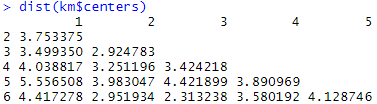 > dist(km$centers)
         1        2        3        4        5
2 3.753375
3 3.499350 2.924783
4 4.038817 3.251196 3.424218
5 5.556508 3.983047 4.421899 3.890969
6 4.417278 2.951934 2.313238 3.580192 4.128746